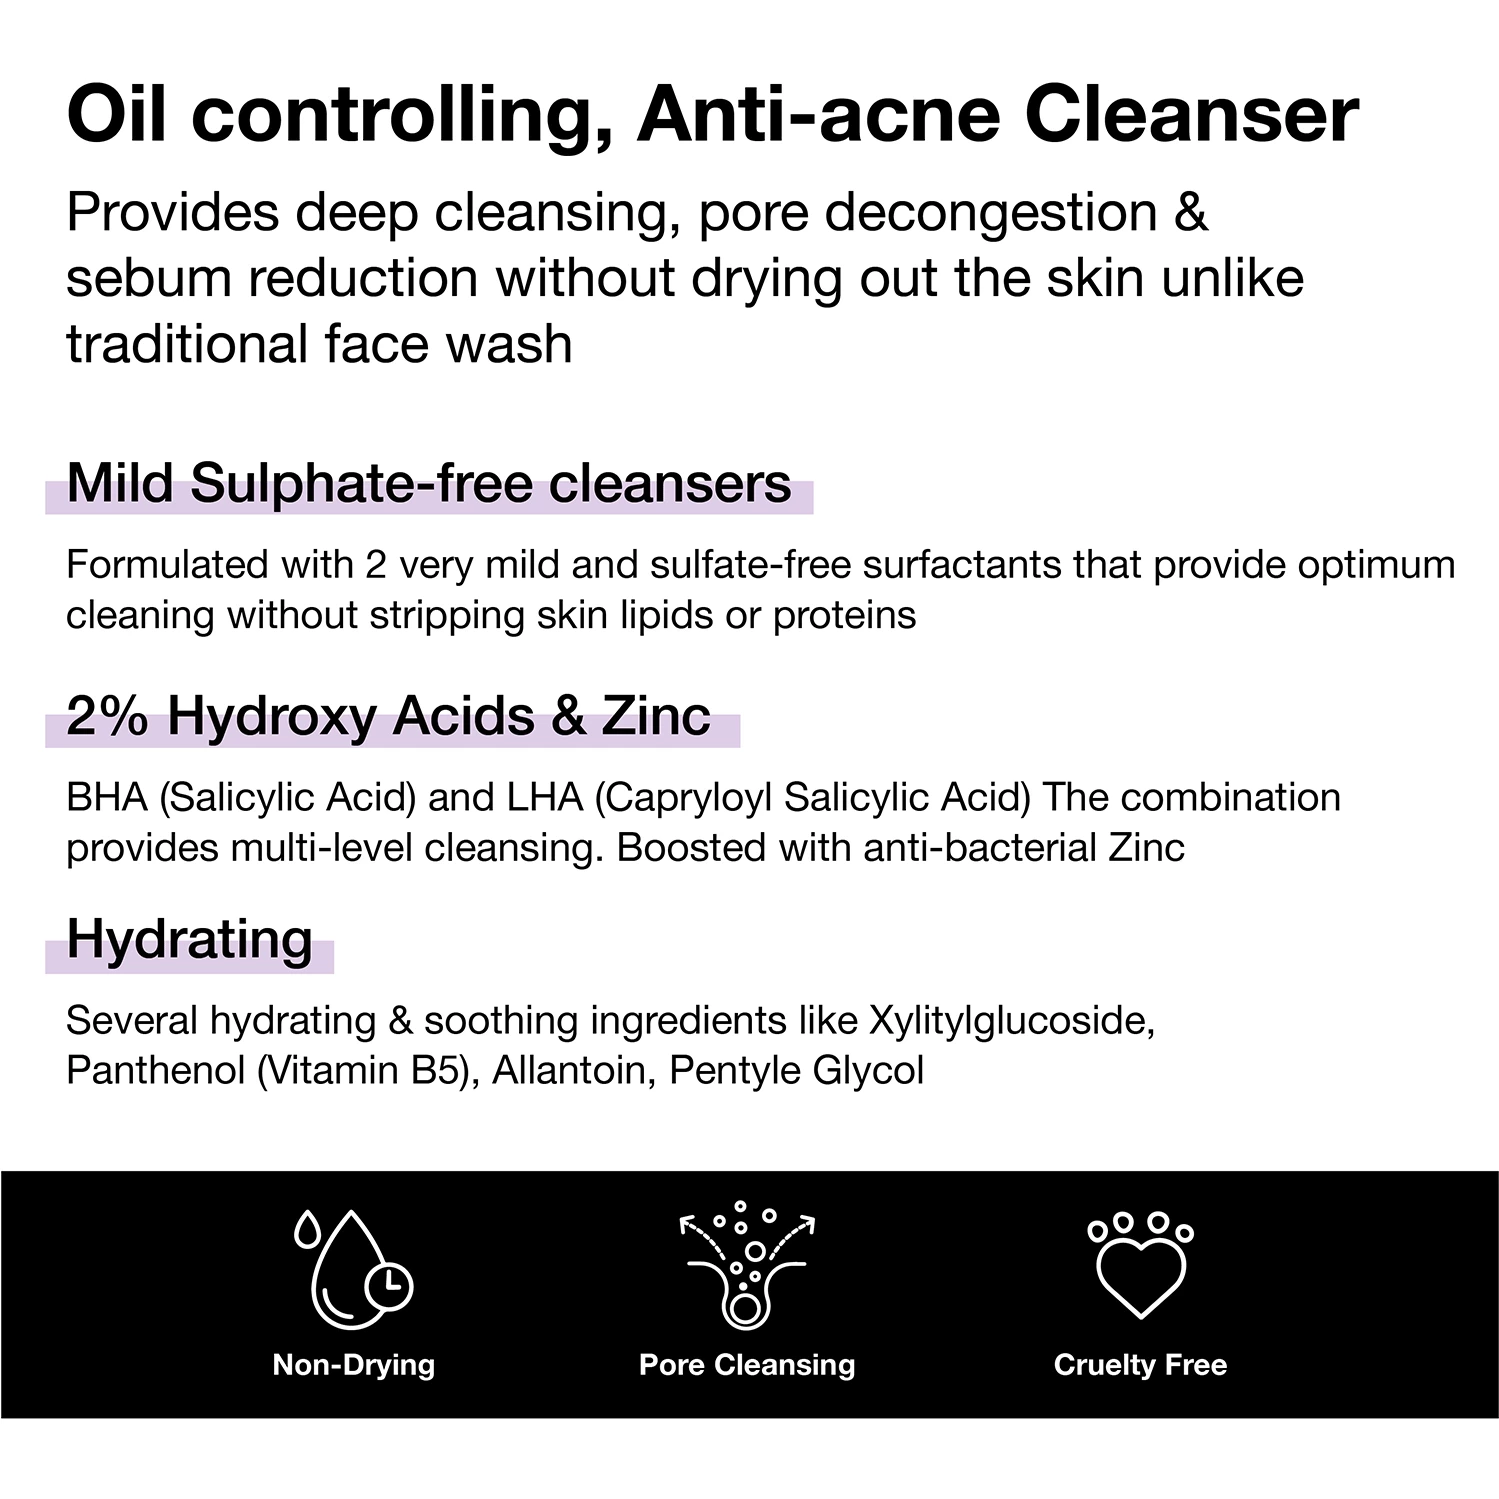 Oil controlling, Anti-acne Cleanser
Provides deep cleansing, pore decongestion &
sebum reduction without drying out the skin unlike
traditional face wash
Mild Sulphate-free cleansers
Formulated with 2 very mild and sulfate-free surfactants that provide optimum
cleaning without stripping skin lipids or proteins
2% Hydroxy Acids & Zinc
BHA (Salicylic Acid) and LHA (Capryloyl Salicylic Acid) The combination
provides multi-level cleansing. Boosted with anti-bacterial Zinc
Hydrating
Several hydrating & soothing ingredients like Xylitylglucoside,
Panthenol (Vitamin B5), Allantoin, Pentyle Glycol
Non-Drying
Pore Cleansing
Cruelty Free